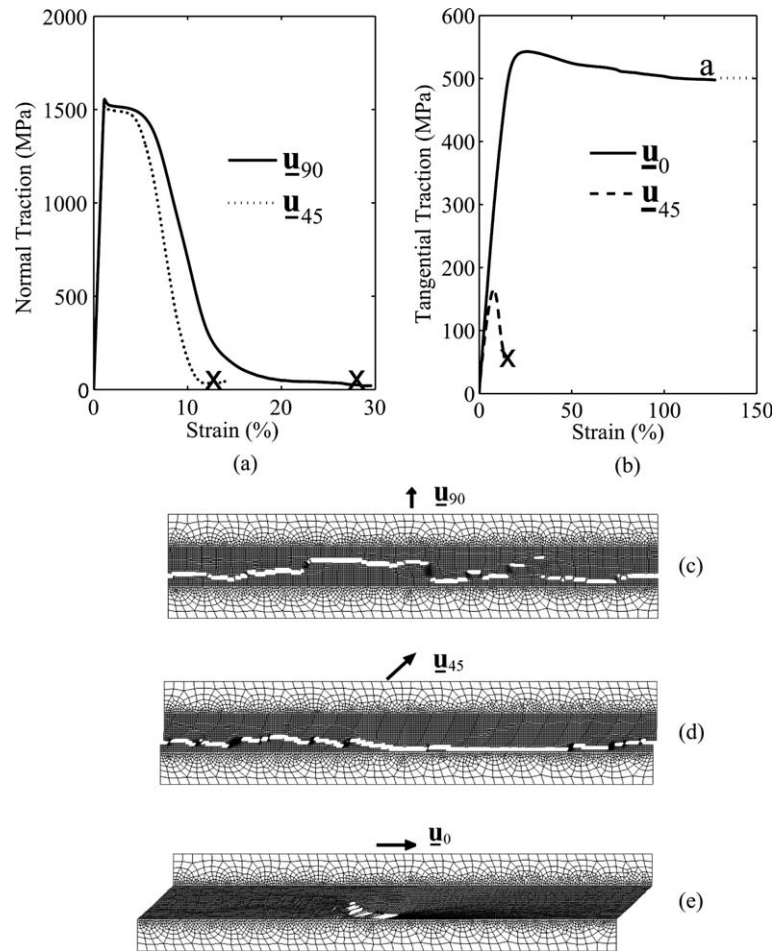 2000
1500
1000
500
0
Normal Traction (MPa)
u90
u45
X
X
0
10
20
30
Strain (%)
(a)
600
500
400
300
200
100
0
Tangential Traction (MPa)
a
u0
u45
X
0
50
100
150
Strain (%)
(b)
u90
(c)
u45
(d)
u0
(e)